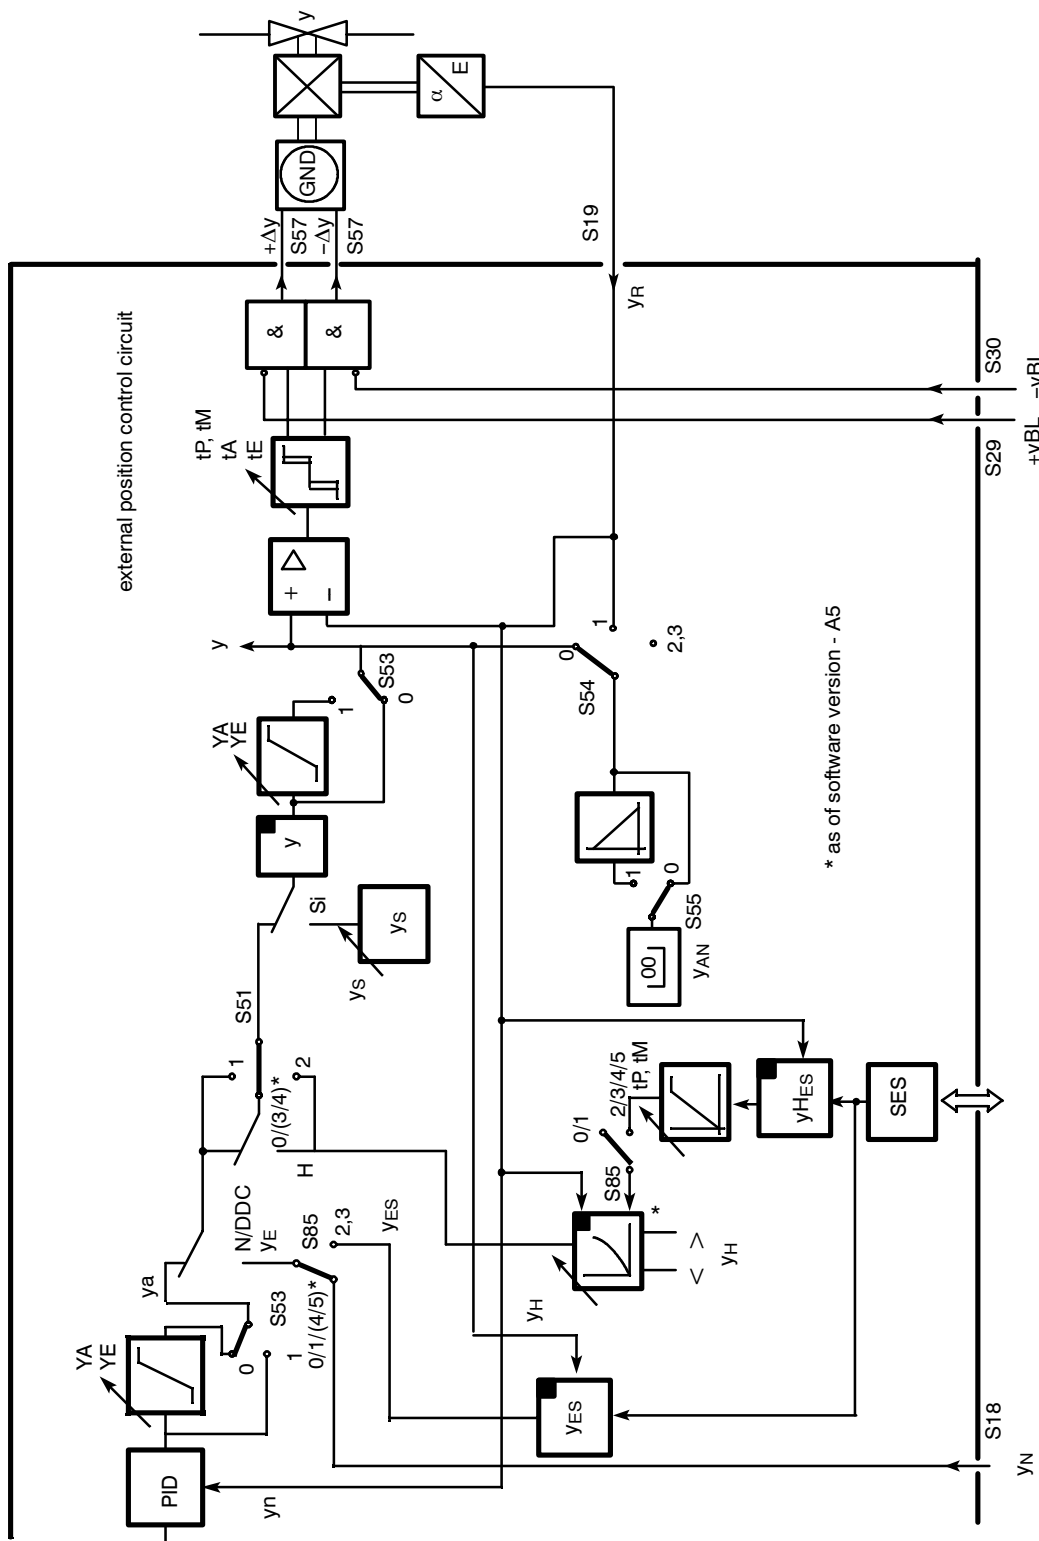 external position control circuit
y
α
E
GND
+Δy
S57
−Δy
S57
S19
yR
&
&
S30
S29
+yBL −yBL
tP, tM
tA
tE
+
−
y
S53
1
0
YA
YE
y
Si
yS
yS
S51
1
0/(3/4)*
2
H
N/DDC
yE
S85
2,3
0/1/(4/5)*
yES
ya
S53
0
1
YA
YE
PID
yn
yN
S18
yES
yH
yH
< >
*
S85
0/1
2/3/4/5
tP, tM
yHES
SES
S54
0
1
2,3
1
0
S55
00
yAN
* as of software version - A5